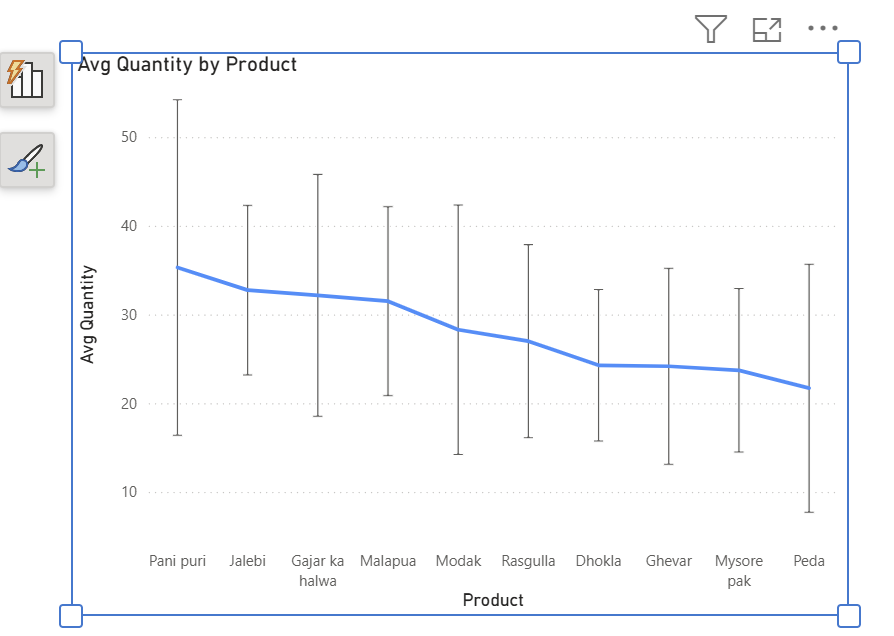 Avg Quantity by Product
50
40
30
20
10
Avg Quantity
Pani puri Jalebi Gajar ka halwa Malapua Modak Rasgulla Dhokla Ghevar Mysore pak Peda
Product